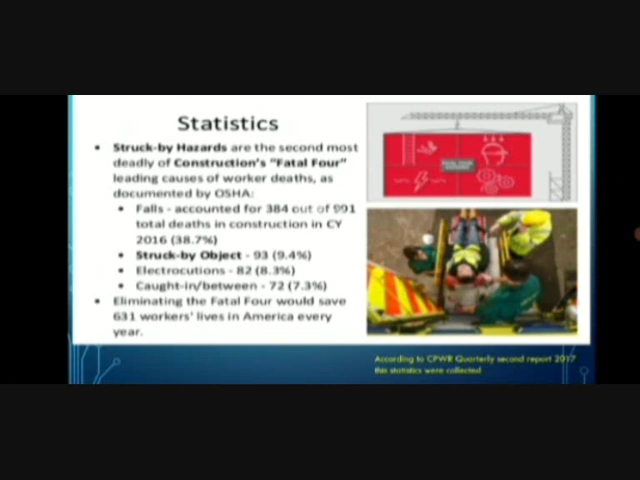 Statistics
• Struck-by Hazards are the second most
deadly of Construction's "Fatal Four"
leading causes of worker deaths, as
documented by OSHA:
• Falls - accounted for 384 out of 991
total deaths in construction in CY
2016 (38.7%)
• Struck-by Object - 93 (9.4%)
• Electrocutions - 82 (8.3%)
• Caught-in/between - 72 (7.3%)
• Eliminating the Fatal Four would save
631 workers' lives in America every
year.
According to CPWR Quarterly second report 2017
this statistics were collected